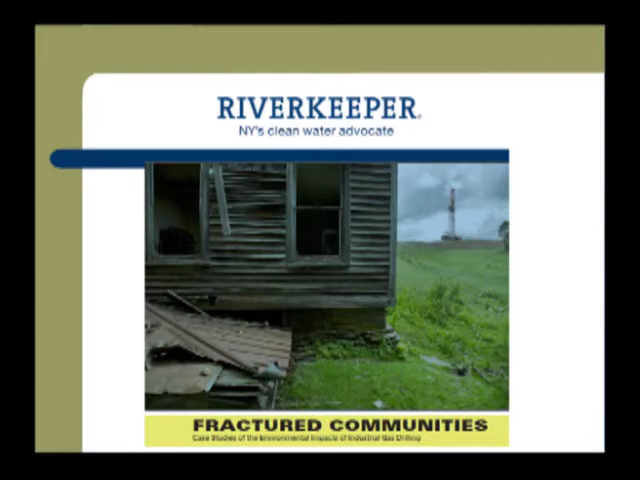 RIVERKEEPER®
NY's clean water advocate
FRACTURED COMMUNITIES
Case Studies of the Environmental Impacts of Industrial Gas Drilling